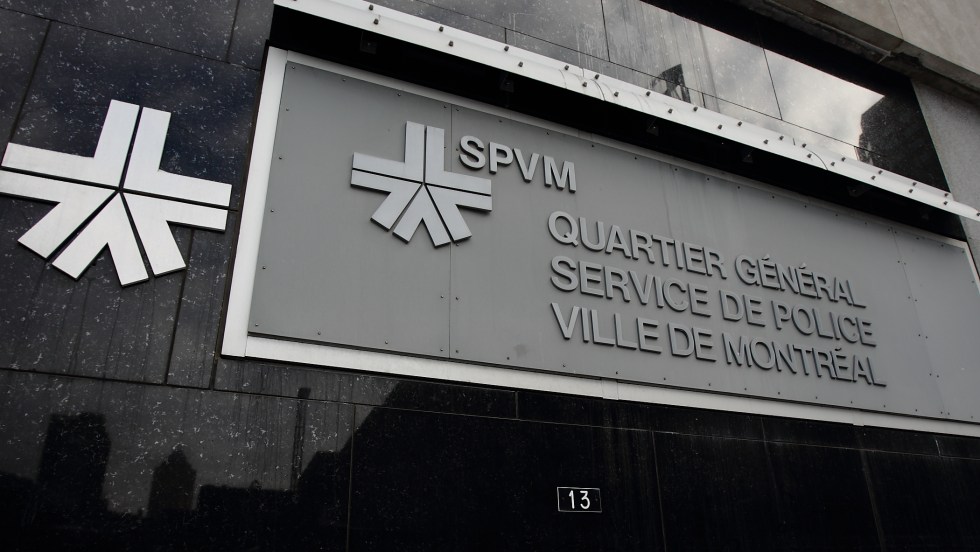 SPVM
QUARTIER GÉNÉRAL
SERVICE DE POLICE
VILLE DE MONTRÉAL
13